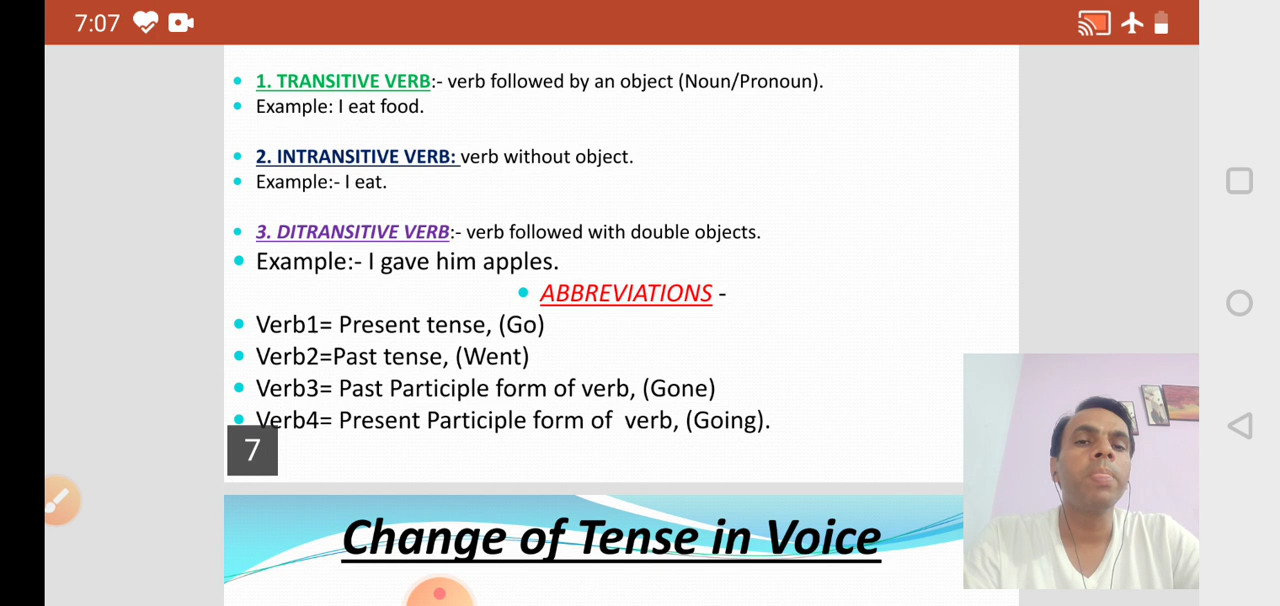 7:07
1. TRANSITIVE VERB:- verb followed by an object (Noun/Pronoun).
Example: I eat food.
2. INTRANSITIVE VERB: verb without object.
Example:- I eat.
3. DITRANSITIVE VERB:- verb followed with double objects.
Example:- I gave him apples.
ABBREVIATIONS -
Verb1= Present tense, (Go)
Verb2=Past tense, (Went)
Verb3= Past Participle form of verb, (Gone)
Verb4= Present Participle form of verb, (Going).
7
Change of Tense in Voice